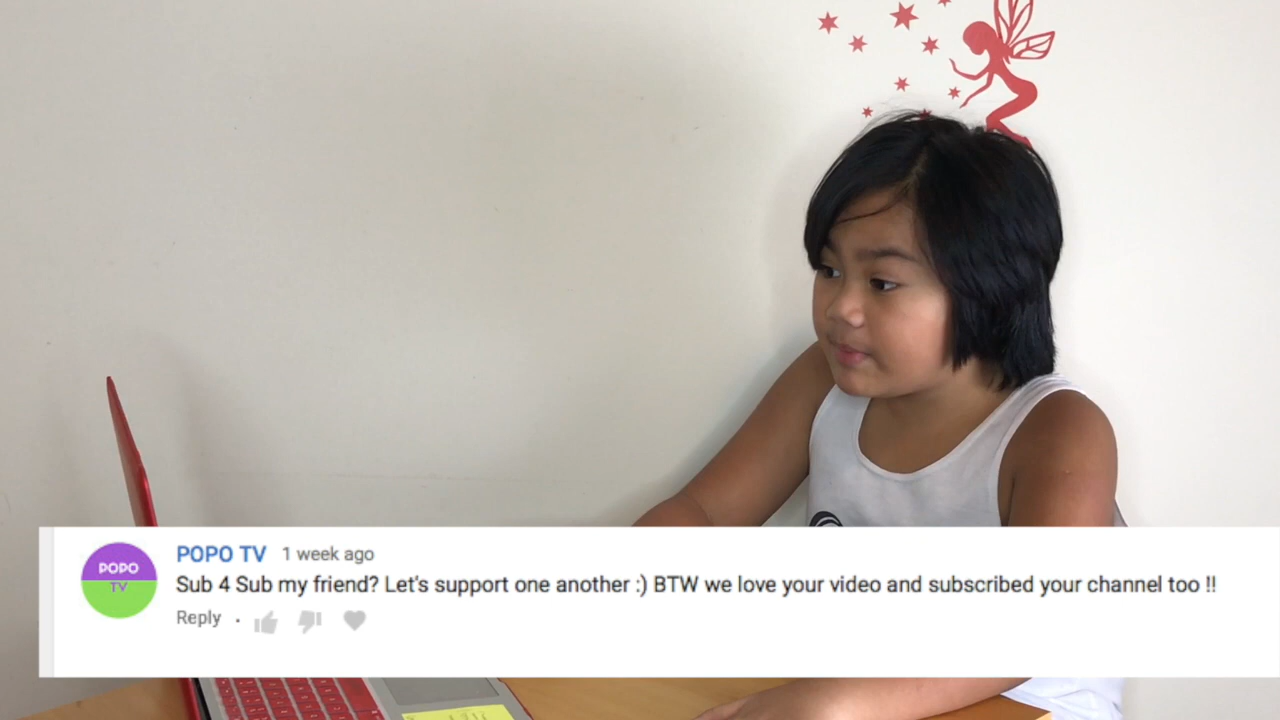 POPO TV 1 week ago
POPO
TV
Sub 4 Sub my friend? Let's support one another :) BTW we love your video and subscribed your channel too !!
Reply